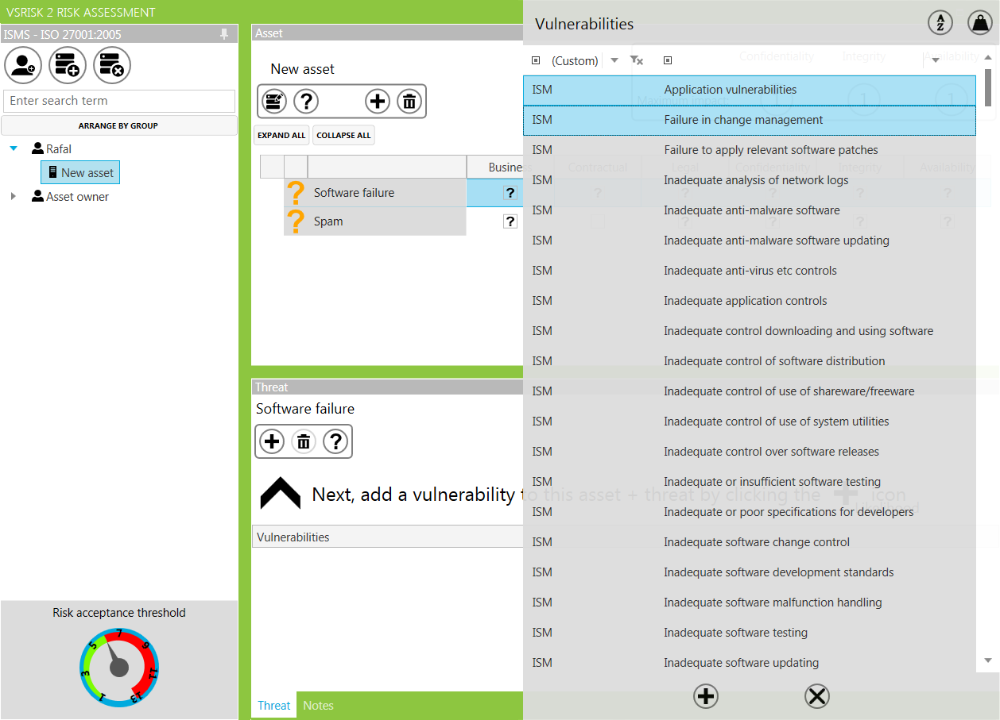 VSRISK 2 RISK ASSESSMENT
ISMS - ISO 27001:2005
Enter search term
ARRANGE BY GROUP
Rafal
New asset
Asset owner
Risk acceptance threshold
1
3
5
7
9
11
13
Asset
New asset
EXPAND ALL
COLLAPSE ALL
Busine
Contractual
Legal
Confidentiality
Integrity
Availability
? Software failure ?
? Spam ?
Threat
Software failure
Next, add a vulnerability to this asset + threat by clicking the + icon
Likelihood
Vulnerabilities
Threat
Notes
Vulnerabilities
A
Z
(Custom)
Confidentiality
Integrity
Availability
Maximum impact
1
1
1
ISM Application vulnerabilities
ISM Failure in change management
ISM Failure to apply relevant software patches
ISM Inadequate analysis of network logs
ISM Inadequate anti-malware software
ISM Inadequate anti-malware software updating
ISM Inadequate anti-virus etc controls
ISM Inadequate application controls
ISM Inadequate control downloading and using software
ISM Inadequate control of software distribution
ISM Inadequate control of use of shareware/freeware
ISM Inadequate control of use of system utilities
ISM Inadequate control over software releases
ISM Inadequate or insufficient software testing
ISM Inadequate or poor specifications for developers
ISM Inadequate software change control
ISM Inadequate software development standards
ISM Inadequate software malfunction handling
ISM Inadequate software testing
ISM Inadequate software updating